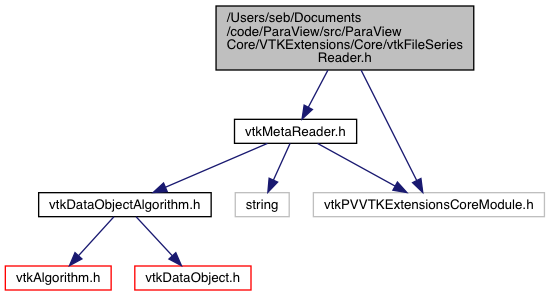 /Users/seb/Documents
/code/ParaView/src/ParaView
Core/VTKExtensions/Core/vtkFileSeries
Reader.h
vtkMetaReader.h
vtkDataObjectAlgorithm.h
string
vtkPVVTKExtensionsCoreModule.h
vtkAlgorithm.h
vtkDataObject.h